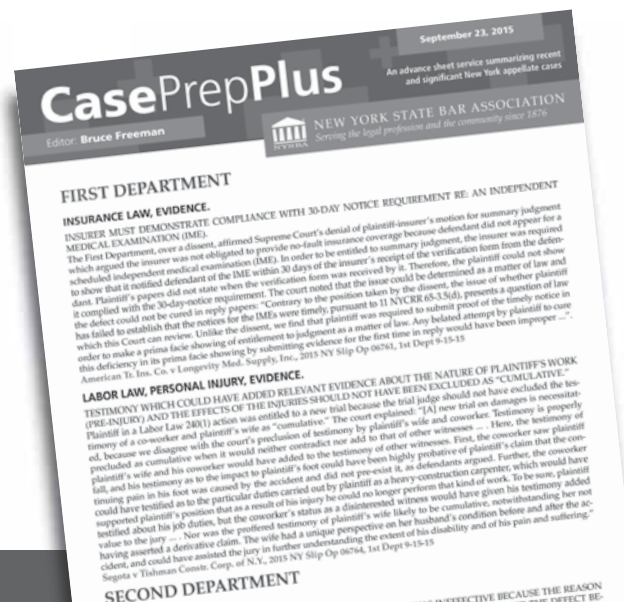 September 23, 2015
CasePrepPlus
An advance sheet service summarizing recent
and significant New York appellate cases
Editor: Bruce Freeman
NYSBA
NEW YORK STATE BAR ASSOCIATION
Serving the legal profession and the community since 1876
FIRST DEPARTMENT
INSURANCE LAW, EVIDENCE.
INSURER MUST DEMONSTRATE COMPLIANCE WITH 30-DAY NOTICE REQUIREMENT RE: AN INDEPENDENT
MEDICAL EXAMINATION (IME).
The First Department, over a dissent, affirmed Supreme Court's denial of plaintiff-insurer's motion for summary judgment
which argued the insurer was not obligated to provide no-fault insurance coverage because defendant did not appear for a
scheduled independent medical examination (IME). In order to be entitled to summary judgment, the insurer was required
to show that it notified defendant of the IME within 30 days of the insurer's receipt of the verification form from the defen-
dant. Plaintiff's papers did not state when the verification form was received by it. Therefore, the plaintiff could not show
it complied with the 30-day-notice requirement. The court noted that the issue could be determined as a matter of law and
the defect could not be cured in reply papers: "Contrary to the position taken by the dissent, the issue of whether plaintiff
has failed to establish that the notices for the IMEs were timely, pursuant to 11 NYCRR 65-3.5(d), presents a question of law
which this Court can review. Unlike the dissent, we find that plaintiff was required to submit proof of the timely notice in
order to make a prima facie showing of entitlement to judgment as a matter of law. Any belated attempt by plaintiff to cure
this deficiency in its prima facie showing by submitting evidence for the first time in reply would have been improper ...".
American Tr. Ins. Co. v Longevity Med. Supply, Inc., 2015 NY Slip Op 06761, 1st Dept 9-15-15
LABOR LAW, PERSONAL INJURY, EVIDENCE.
TESTIMONY WHICH COULD HAVE ADDED RELEVANT EVIDENCE ABOUT THE NATURE OF PLAINTIFF'S WORK
(PRE-INJURY) AND THE EFFECTS OF THE INJURIES SHOULD NOT HAVE BEEN EXCLUDED AS "CUMULATIVE."
Plaintiff in a Labor Law 240(1) action was entitled to a new trial because the trial judge should not have excluded the tes-
timony of a co-worker and plaintiff's wife as "cumulative." The court explained: "[A] new trial on damages is necessitat-
ed, because we disagree with the court's preclusion of testimony by plaintiff's wife and coworker. Testimony is properly
precluded as cumulative when it would neither contradict nor add to that of other witnesses ... . Here, the testimony of
plaintiff's wife and his coworker would have added to the testimony of other witnesses. First, the coworker saw plaintiff
fall, and his testimony as to the impact to plaintiff's foot could have been highly probative of plaintiff's claim that the con-
tinuing pain in his foot was caused by the accident and did not pre-exist it, as defendants argued. Further, the coworker
could have testified as to the particular duties carried out by plaintiff as a heavy-construction carpenter, which would have
supported plaintiff's position that as a result of his injury he could no longer perform that kind of work. To be sure, plaintiff
testified about his job duties, but the coworker's status as a disinterested witness would have given his testimony added
value to the jury ... . Nor was the proffered testimony of plaintiff's wife likely to be cumulative, notwithstanding her not
having asserted a derivative claim. The wife had a unique perspective on her husband's condition before and after the ac-
cident, and could have assisted the jury in further understanding the extent of his disability and of his pain and suffering."
Segota v Tishman Constr. Corp. of N.Y., 2015 NY Slip Op 06764, 1st Dept 9-15-15
SECOND DEPARTMENT
INEFFECTIVE BECAUSE THE REASON
THE DEFECT BE-